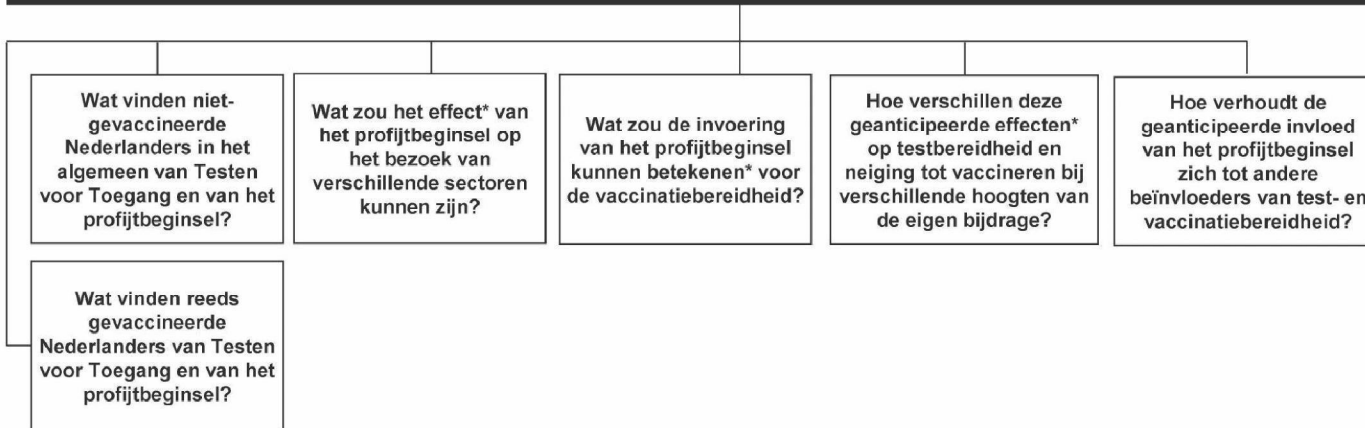 Wat vinden niet-
gevaccineerde
Nederlanders in het
algemeen van Testen
voor Toegang en van het
profijtbeginsel?
Wat zou het effect* van
het profijtbeginsel op
het bezoek van
verschillende sectoren
kunnen zijn?
Wat zou de invoering
van het profijtbeginsel
kunnen betekenen* voor
de vaccinatiebereidheid?
Hoe verschillen deze
geanticipeerde effecten*
op testbereidheid en
neiging tot vaccineren bij
verschillende hoogten van
de eigen bijdrage?
Hoe verhoudt de
geanticipeerde invloed
van het profijtbeginsel
zich tot andere
beïnvloeders van test- en
vaccinatiebereidheid?
Wat vinden reeds
gevaccineerde
Nederlanders van Testen
voor Toegang en van het
profijtbeginsel?